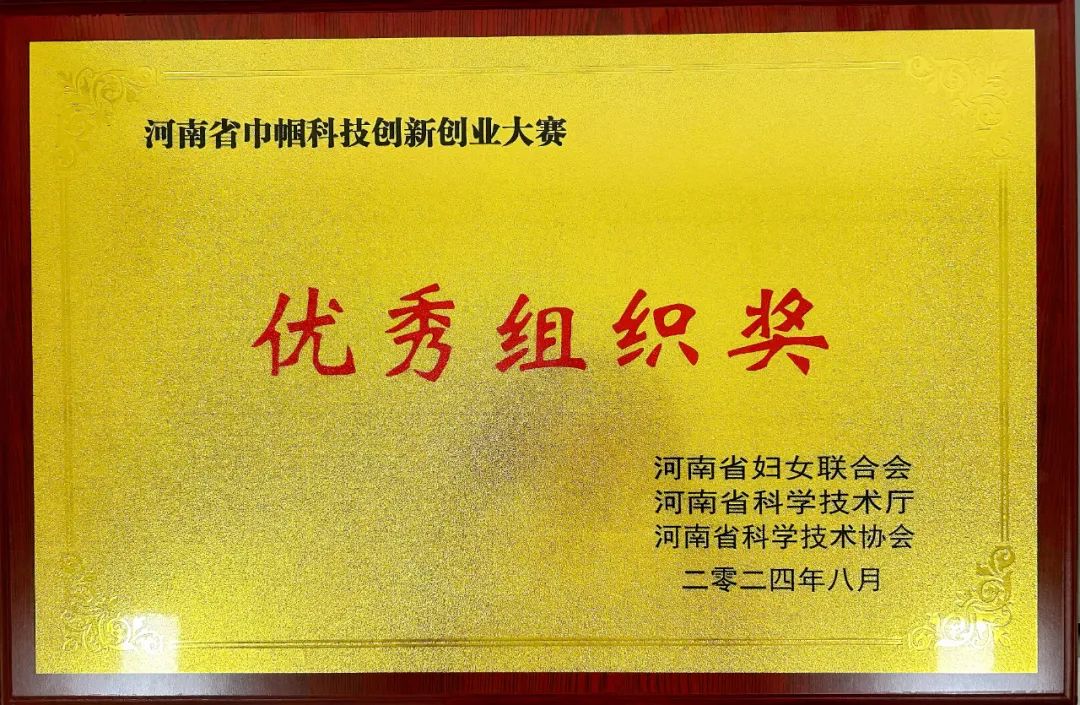 河南省巾帼科技创新创业大赛
优秀组织奖
河南省妇女联合会
河南省科学技术厅
河南省科学技术协会
二零二四年八月